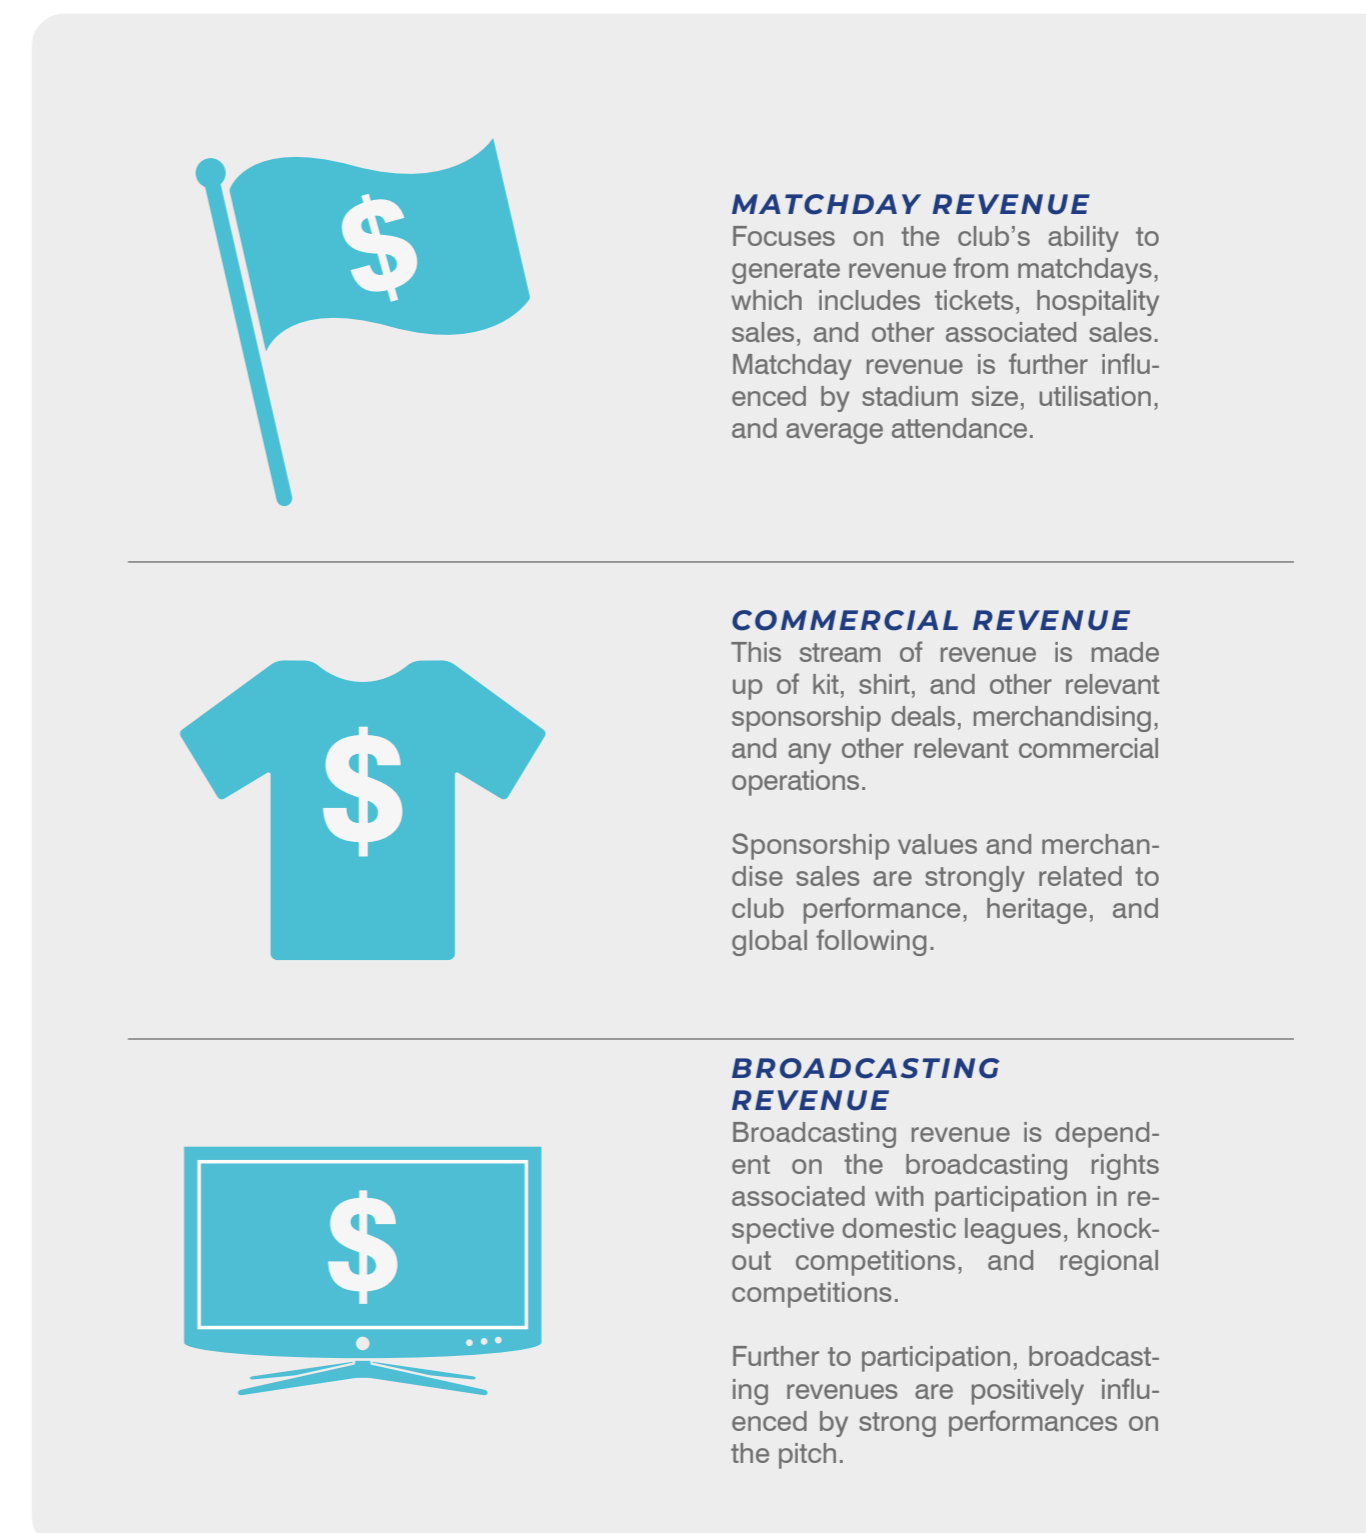 $
MATCHDAY REVENUE
Focuses on the club’s ability to
generate revenue from matchdays,
which includes tickets, hospitality
sales, and other associated sales.
Matchday revenue is further influ-
enced by stadium size, utilisation,
and average attendance.
$
COMMERCIAL REVENUE
This stream of revenue is made
up of kit, shirt, and other relevant
sponsorship deals, merchandising,
and any other relevant commercial
operations.
Sponsorship values and merchan-
dise sales are strongly related to
club performance, heritage, and
global following.
$
BROADCASTING
REVENUE
Broadcasting revenue is depend-
ent on the broadcasting rights
associated with participation in re-
spective domestic leagues, knock-
out competitions, and regional
competitions.
Further to participation, broadcast-
ing revenues are positively influ-
enced by strong performances on
the pitch.